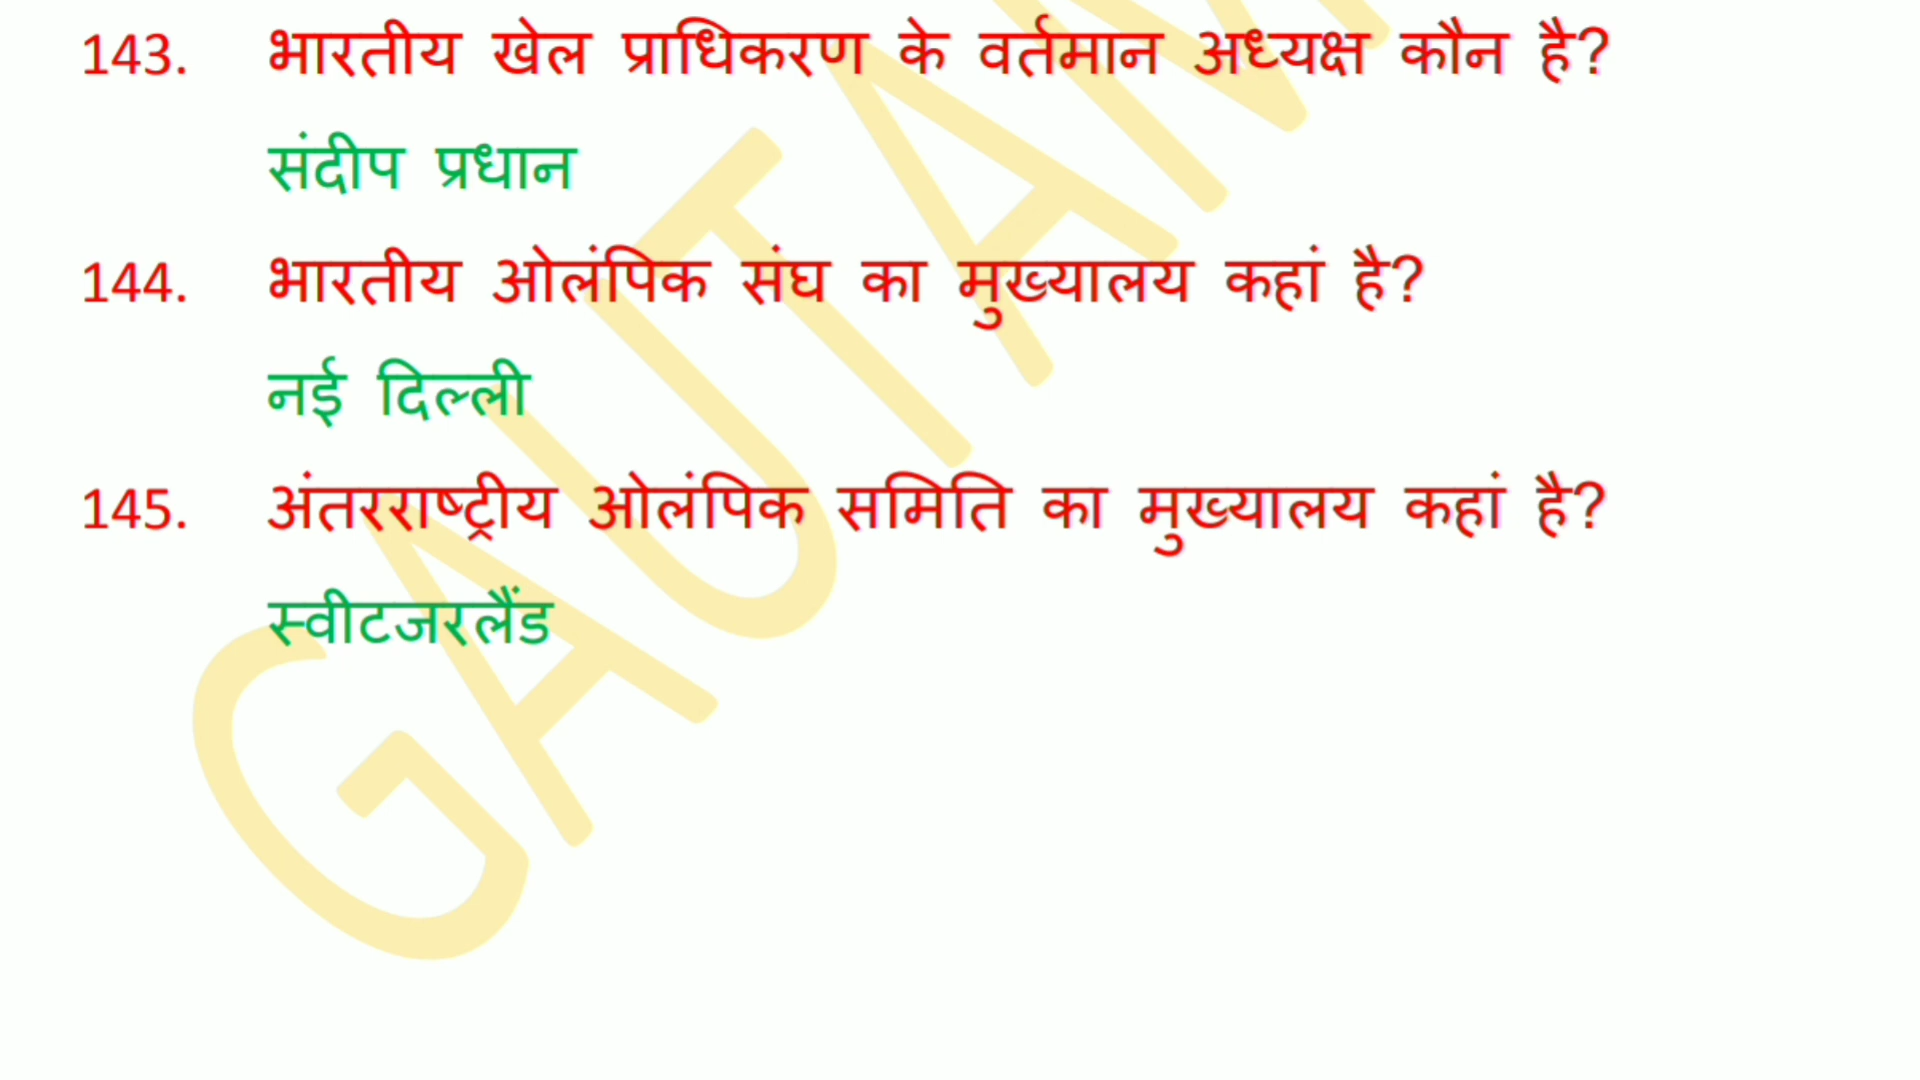 143. भारतीय खेल प्राधिकरण के वर्तमान अध्यक्ष कौन है?
संदीप प्रधान
144. भारतीय ओलंपिक संघ का मुख्यालय कहां है?
नई दिल्ली
145. अंतरराष्ट्रीय ओलंपिक समिति का मुख्यालय कहां है?
स्वीटजरलैंड
GAUTAM